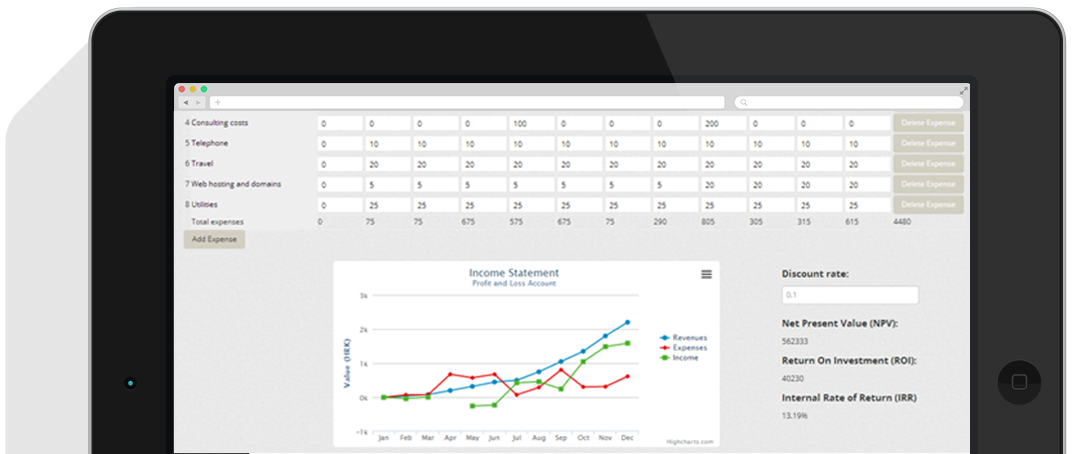 4 Consulting costs 0 0 0 0 100 0 0 0 200 0 0 0 Delete Expense
5 Telephone 0 10 10 10 10 10 10 10 10 10 10 10 Delete Expense
6 Travel 0 20 20 20 20 20 20 20 20 20 20 20 Delete Expense
7 Web hosting and domains 0 5 5 5 5 5 5 5 20 20 20 20 Delete Expense
8 Utilities 0 25 25 25 25 25 25 25 25 25 25 25 Delete Expense
Total expenses 0 75 75 675 575 675 75 290 805 305 315 615 4480
Add Expense
Income Statement
Profit and Loss Account
Value (HRK)
3k
2k
1k
0k
-1k
Jan Feb Mar Apr May Jun Jul Aug Sep Oct Nov Dec
Revenues
Expenses
Income
Highcharts.com
Discount rate:
0.1
Net Present Value (NPV):
562333
Return On Investment (ROI):
40230
Internal Rate of Return (IRR)
13.19%